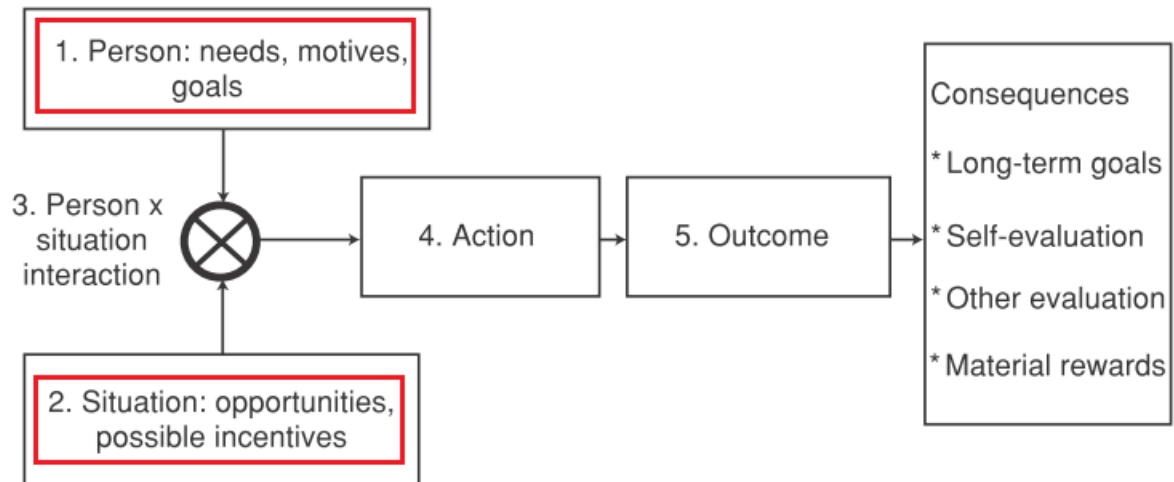 1. Person: needs, motives,
goals
3. Person x
situation
interaction
2. Situation: opportunities,
possible incentives
4. Action
5. Outcome
Consequences
* Long-term goals
* Self-evaluation
* Other evaluation
* Material rewards